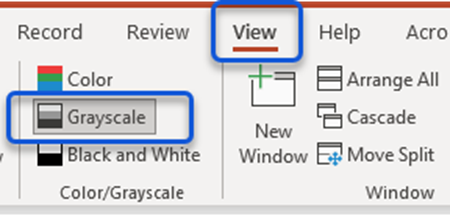 Record Review View Help Acro
Color
Grayscale
Black and White
Color/Grayscale
New
Window
Arrange All
Cascade
Move Split
Window